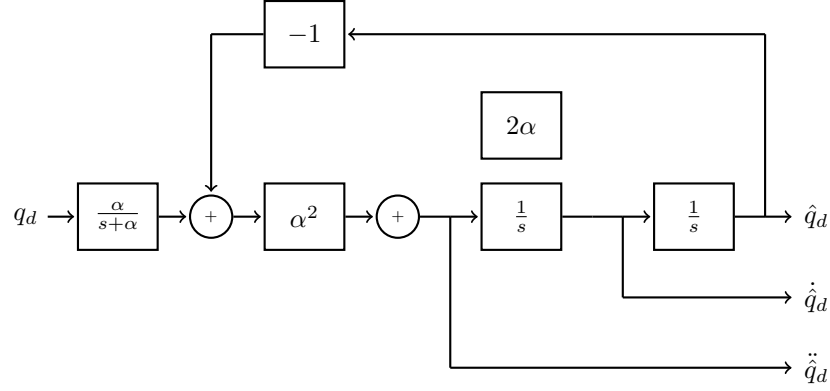 −1
2α
q_d α/(s+α) + α² + 1/s 1/s q̂_d
q̂̇_d
q̂̈_d